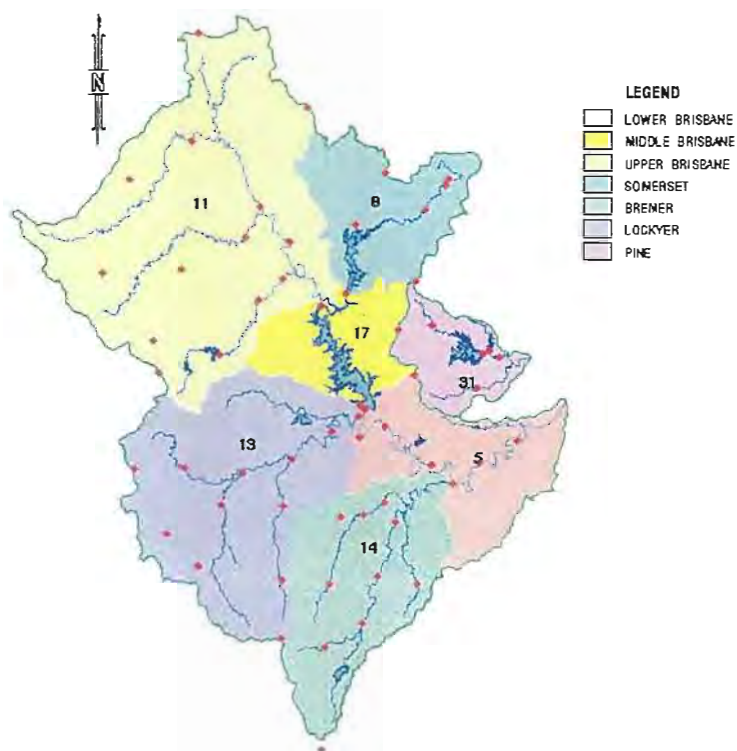 N
LEGEND
LOWER BRISBANE
MIDDLE BRISBANE
UPPER BRISBANE
SOMERSET
BREMER
LOCKYER
PINE
11
8
17
31
13
5
14